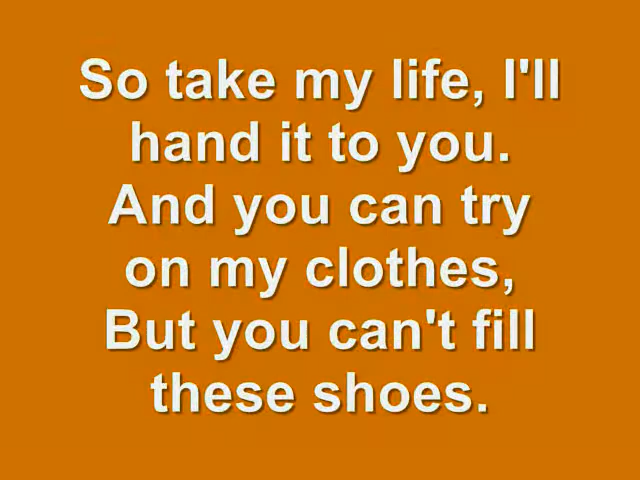 So take my life, I'll
hand it to you.
And you can try
on my clothes,
But you can't fill
these shoes.